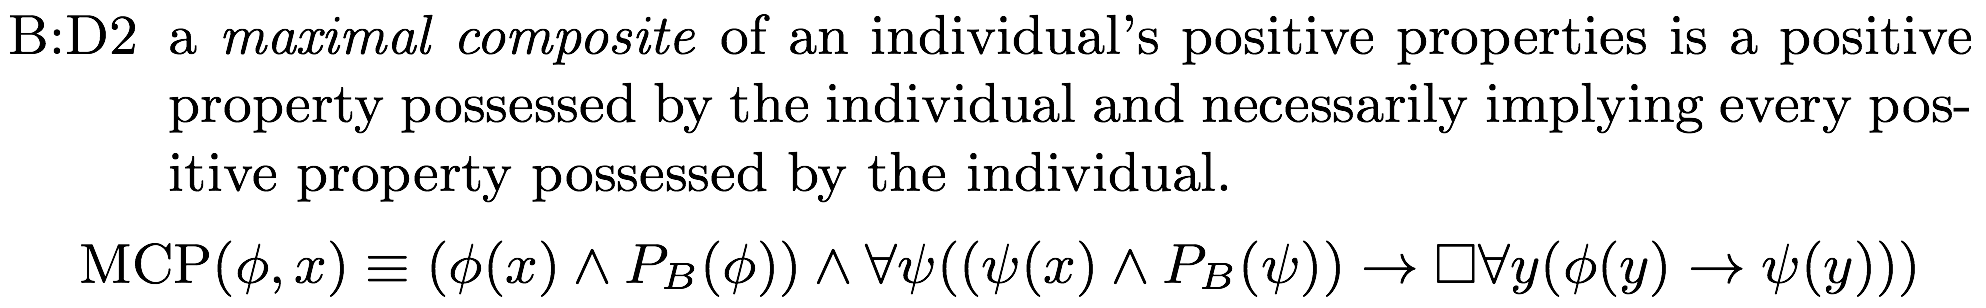 B:D2 a maximal composite of an individual's positive properties is a positive
property possessed by the individual and necessarily implying every pos-
itive property possessed by the individual.
MCP(ϕ, x) ≡ (ϕ(x) ∧ P_B(ϕ)) ∧ ∀ψ((ψ(x) ∧ P_B(ψ)) → □∀y(ϕ(y) → ψ(y)))